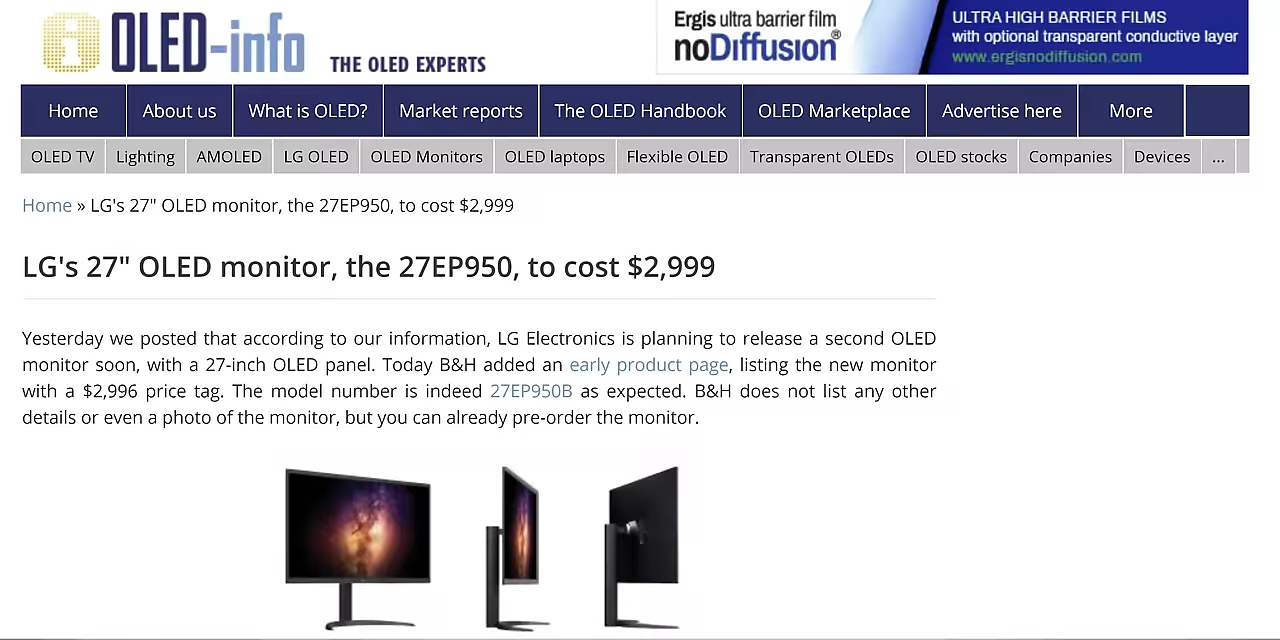 OLED-info THE OLED EXPERTS
Ergis ultra barrier film
noDiffusion®
ULTRA HIGH BARRIER FILMS
with optional transparent conductive layer
www.ergisnodiffusion.com
Home About us What is OLED? Market reports The OLED Handbook OLED Marketplace Advertise here More
OLED TV Lighting AMOLED LG OLED OLED Monitors OLED laptops Flexible OLED Transparent OLEDs OLED stocks Companies Devices ...
Home » LG's 27" OLED monitor, the 27EP950, to cost $2,999
LG's 27" OLED monitor, the 27EP950, to cost $2,999
Yesterday we posted that according to our information, LG Electronics is planning to release a second OLED
monitor soon, with a 27-inch OLED panel. Today B&H added an early product page, listing the new monitor
with a $2,996 price tag. The model number is indeed 27EP950B as expected. B&H does not list any other
details or even a photo of the monitor, but you can already pre-order the monitor.